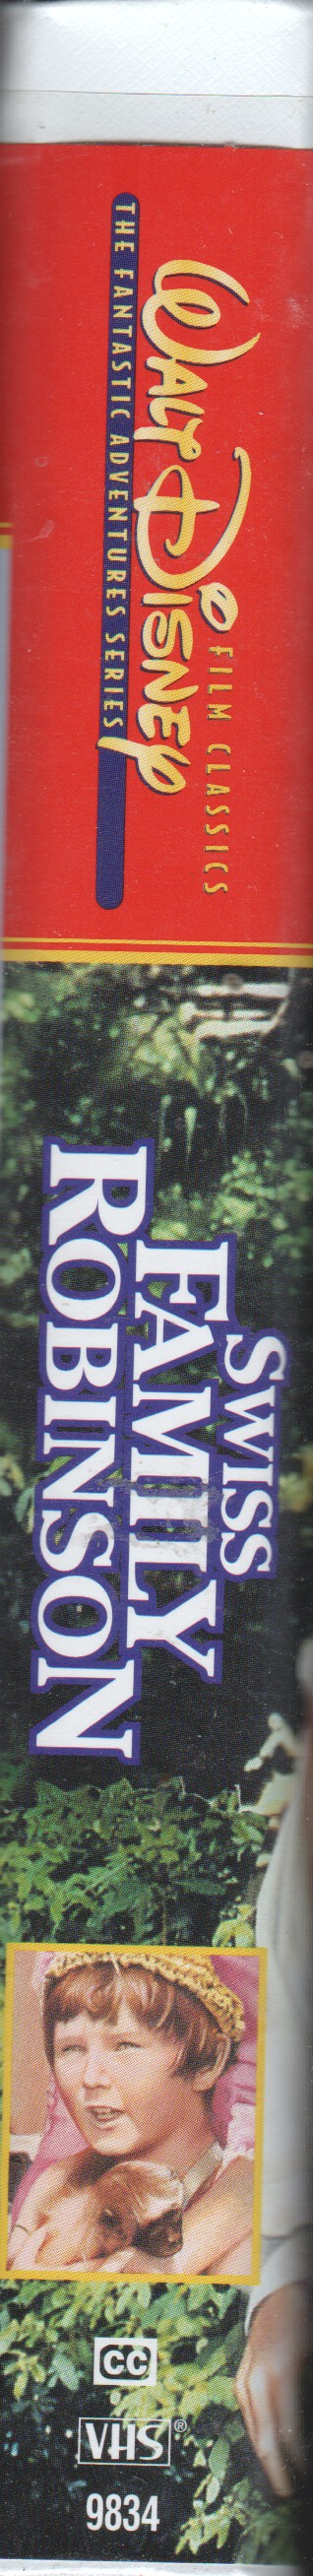 WALT DISNEY
FILM CLASSICS
THE FANTASTIC ADVENTURES SERIES
SWISS
FAMILY
ROBINSON
CC
VHS®
9834